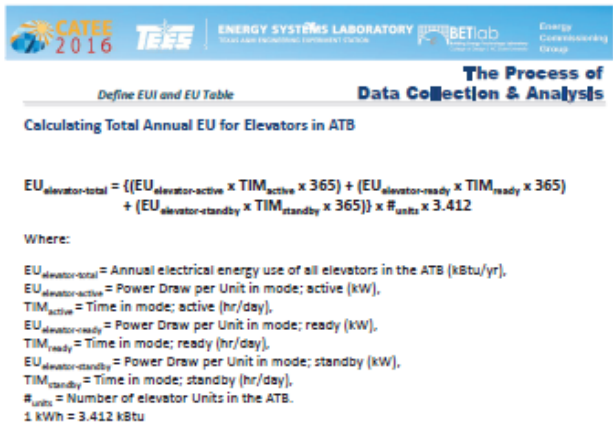 CATEE
2016
TEES
ENERGY SYSTEMS LABORATORY
TEXAS A&M ENGINEERING EXPERIMENT STATION
BETlab
Energy
Commissioning
Group
The Process of
Define EUI and EU Table
Data Collection & Analysis
Calculating Total Annual EU for Elevators in ATB
EUelevator-total = {(EUelevator-active x TIMactive x 365) + (EUelevator-ready x TIMready x 365)
+ (EUelevator-standby x TIMstandby x 365)} x #units x 3.412
Where:
EUelevator-total = Annual electrical energy use of all elevators in the ATB (kBtu/yr),
EUelevator-active = Power Draw per Unit in mode; active (kW),
TIMactive = Time in mode; active (hr/day),
EUelevator-ready = Power Draw per Unit in mode; ready (kW),
TIMready = Time in mode; ready (hr/day),
EUelevator-standby = Power Draw per Unit in mode; standby (kW),
TIMstandby = Time in mode; standby (hr/day),
#units = Number of elevator Units in the ATB.
1 kWh = 3.412 kBtu